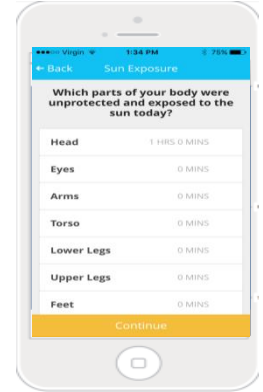 Virgin 1:34 PM 75%
← Back Sun Exposure
Which parts of your body were
unprotected and exposed to the
sun today?
Head 1 HRS 0 MINS
Eyes 0 MINS
Arms 0 MINS
Torso 0 MINS
Lower Legs 0 MINS
Upper Legs 0 MINS
Feet 0 MINS
Continue